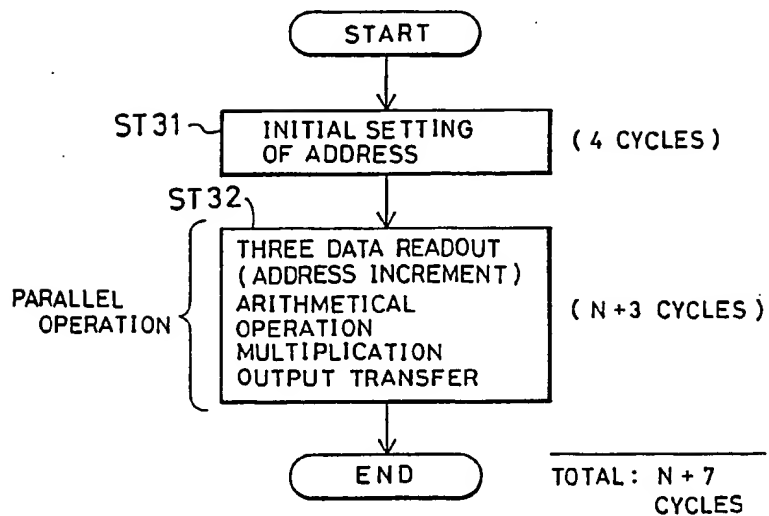 START
ST31
INITIAL SETTING
OF ADDRESS
( 4 CYCLES )
ST32
THREE DATA READOUT
( ADDRESS INCREMENT )
ARITHMETICAL
OPERATION
MULTIPLICATION
OUTPUT TRANSFER
PARALLEL
OPERATION
( N+3 CYCLES )
END
TOTAL: N + 7
CYCLES